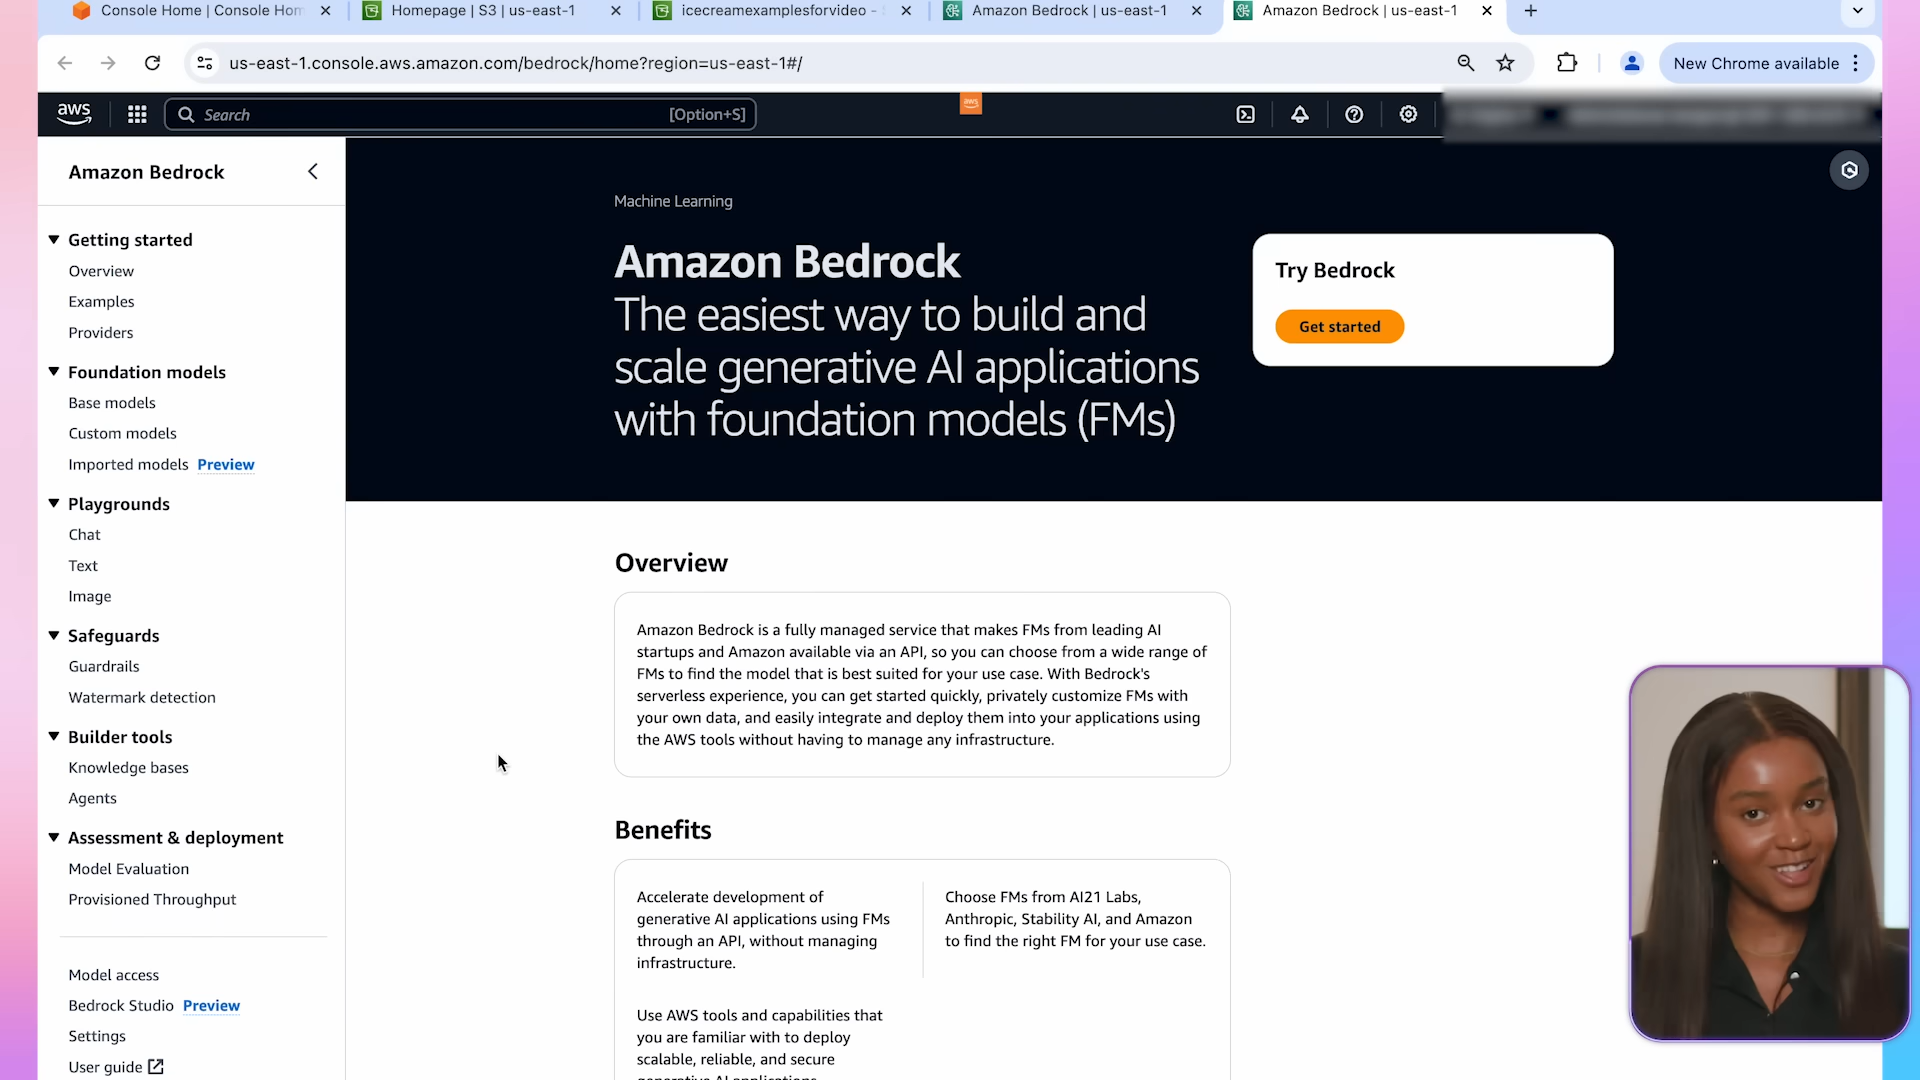 Console Home | Console Hom
Homepage | S3 | us-east-1
icecreamexamplesforvideo -
Amazon Bedrock | us-east-1
Amazon Bedrock | us-east-1
us-east-1.console.aws.amazon.com/bedrock/home?region=us-east-1#/
New Chrome available
aws
Search
[Option+S]
aws
Amazon Bedrock
Getting started
Overview
Examples
Providers
Foundation models
Base models
Custom models
Imported models Preview
Playgrounds
Chat
Text
Image
Safeguards
Guardrails
Watermark detection
Builder tools
Knowledge bases
Agents
Assessment & deployment
Model Evaluation
Provisioned Throughput
Model access
Bedrock Studio Preview
Settings
User guide
Machine Learning
Amazon Bedrock
The easiest way to build and
scale generative AI applications
with foundation models (FMs)
Try Bedrock
Get started
Overview
Amazon Bedrock is a fully managed service that makes FMs from leading AI
startups and Amazon available via an API, so you can choose from a wide range of
FMs to find the model that is best suited for your use case. With Bedrock's
serverless experience, you can get started quickly, privately customize FMs with
your own data, and easily integrate and deploy them into your applications using
the AWS tools without having to manage any infrastructure.
Benefits
Accelerate development of
generative AI applications using FMs
through an API, without managing
infrastructure.
Choose FMs from AI21 Labs,
Anthropic, Stability AI, and Amazon
to find the right FM for your use case.
Use AWS tools and capabilities that
you are familiar with to deploy
scalable, reliable, and secure
generative AI applications